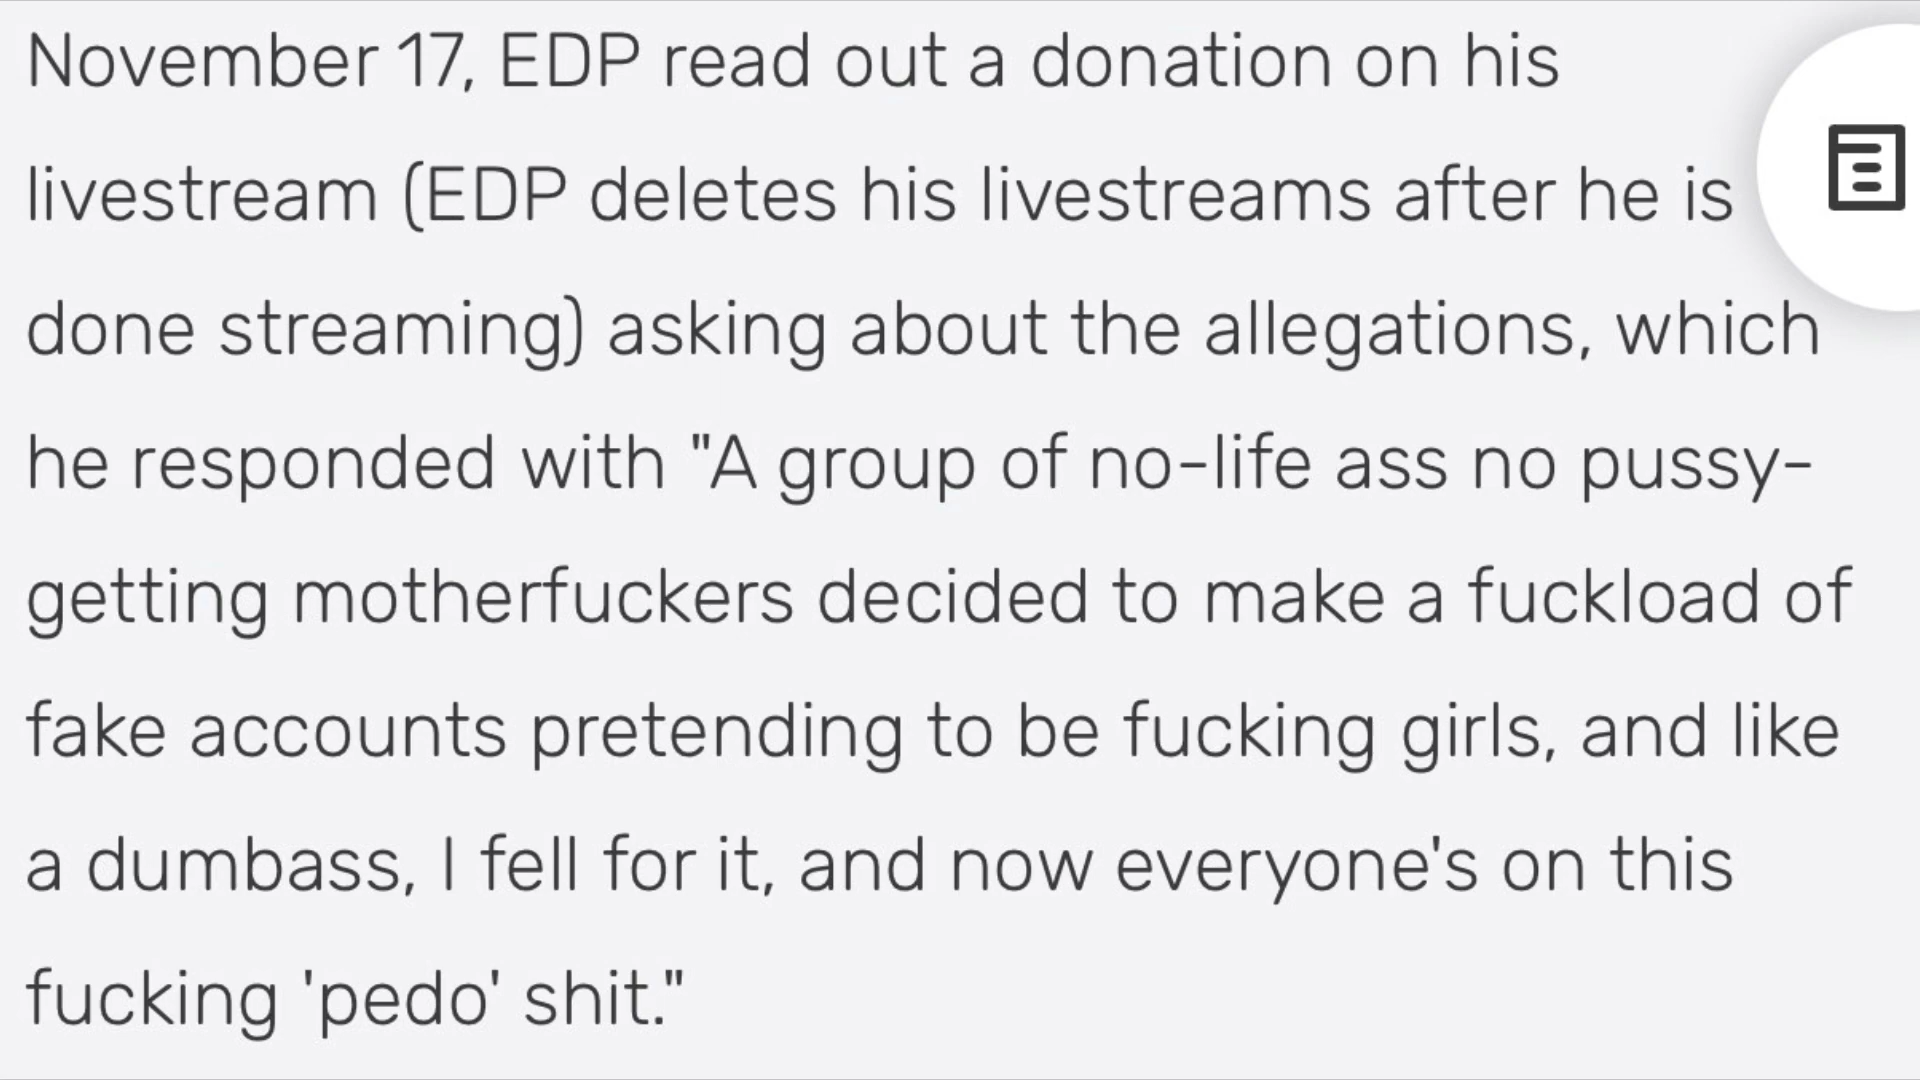 November 17, EDP read out a donation on his
livestream (EDP deletes his livestreams after he is
done streaming) asking about the allegations, which
he responded with "A group of no-life ass no pussy-
getting motherfuckers decided to make a fuckload of
fake accounts pretending to be fucking girls, and like
a dumbass, I fell for it, and now everyone's on this
fucking 'pedo' shit."